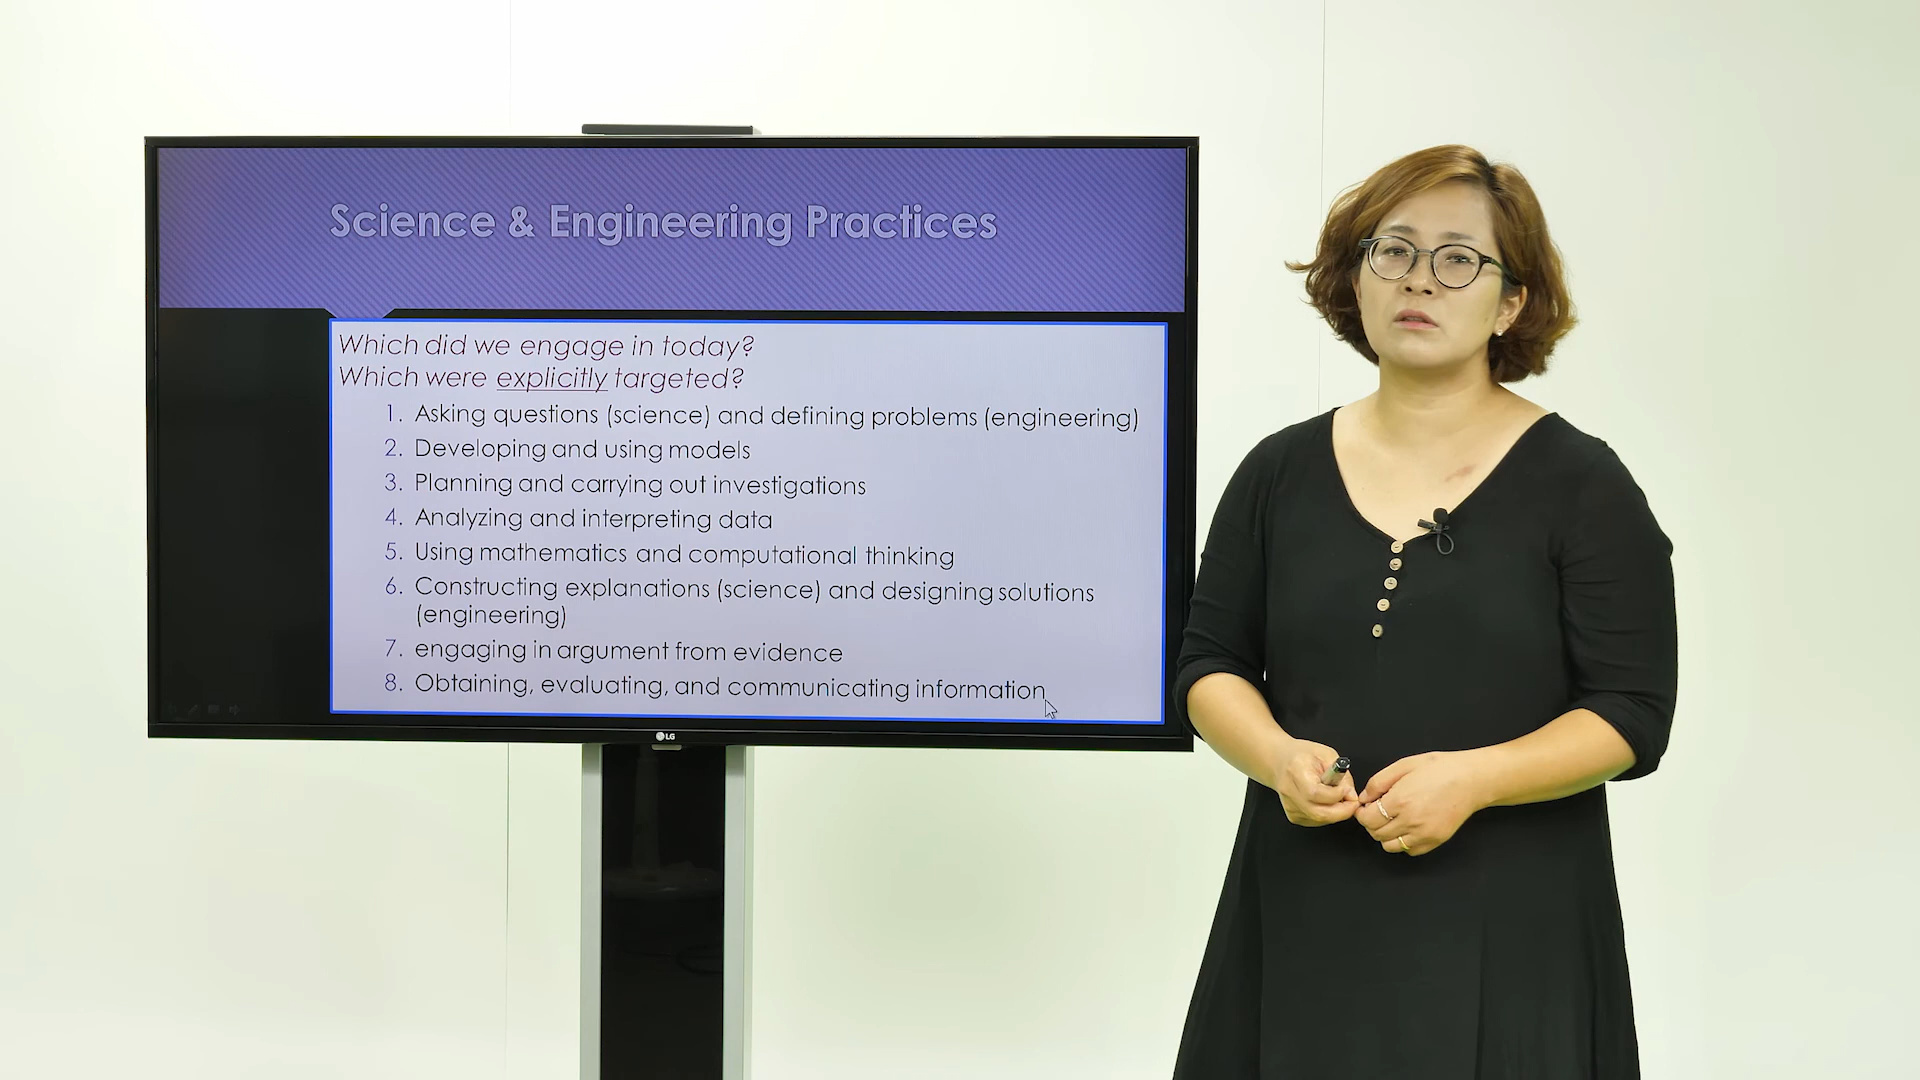 Science & Engineering Practices
Which did we engage in today?
Which were explicitly targeted?
1. Asking questions (science) and defining problems (engineering)
2. Developing and using models
3. Planning and carrying out investigations
4. Analyzing and interpreting data
5. Using mathematics and computational thinking
6. Constructing explanations (science) and designing solutions
(engineering)
7. engaging in argument from evidence
8. Obtaining, evaluating, and communicating information
LG